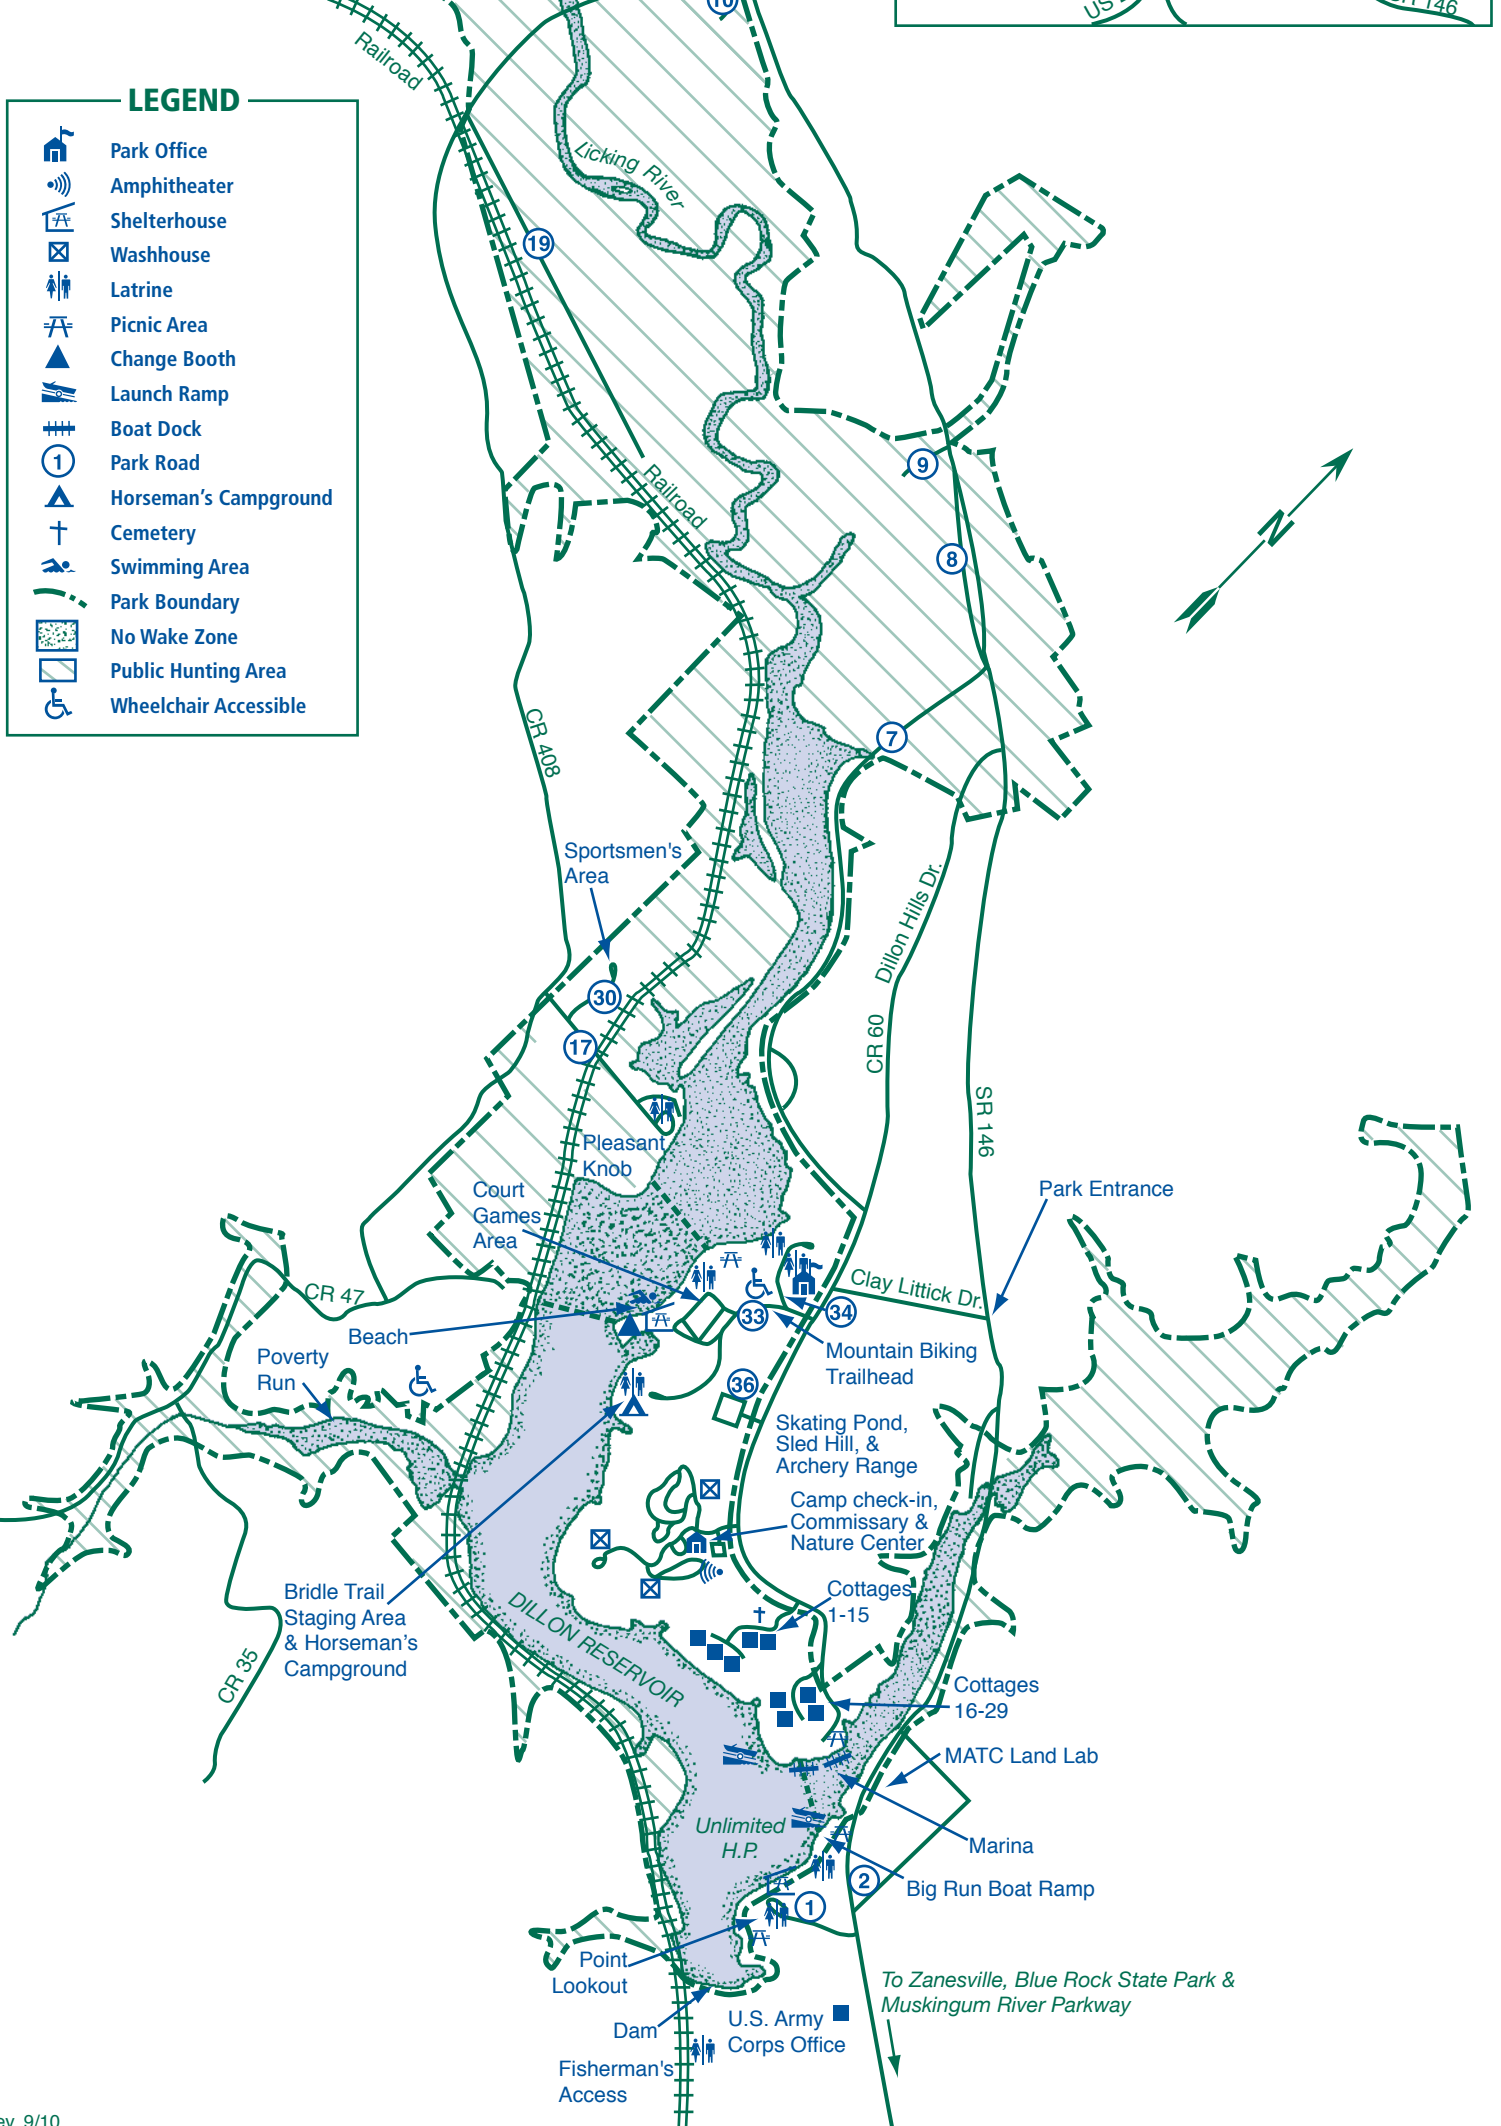 16
US
146
Railroad
LEGEND
Park Office
Amphitheater
Shelterhouse
Washhouse
Latrine
Picnic Area
Change Booth
Launch Ramp
Boat Dock
1
Park Road
Horseman's Campground
Cemetery
Swimming Area
Park Boundary
No Wake Zone
Public Hunting Area
Wheelchair Accessible
Licking River
19
Railroad
9
N
8
7
CR 408
Sportsmen's
Area
Dillon Hills Dr.
30
17
CR 60
SR 146
Pleasant
Knob
Court
Games
Area
Park Entrance
Clay Littick Dr.
CR 47
33
34
Beach
Mountain Biking
Trailhead
Poverty
Run
36
Skating Pond,
Sled Hill, &
Archery Range
Camp check-in,
Commissary &
Nature Center
Bridle Trail
Staging Area
& Horseman's
Campground
Cottages
1-15
DILLON RESERVOIR
CR 35
Cottages
16-29
MATC Land Lab
Unlimited
H.P.
Marina
2
Big Run Boat Ramp
1
Point
Lookout
To Zanesville, Blue Rock State Park &
Muskingum River Parkway
Dam
U.S. Army
Corps Office
Fisherman's
Access
9/10